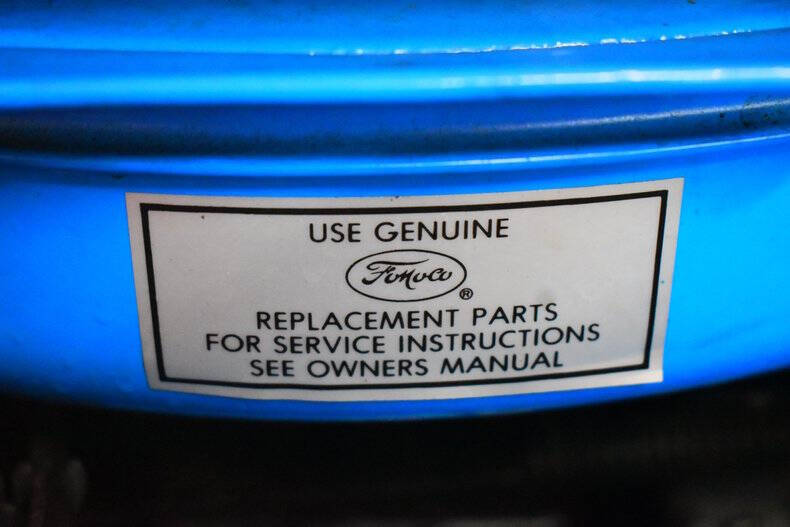 USE GENUINE
FoMoCo ®
REPLACEMENT PARTS
FOR SERVICE INSTRUCTIONS
SEE OWNERS MANUAL